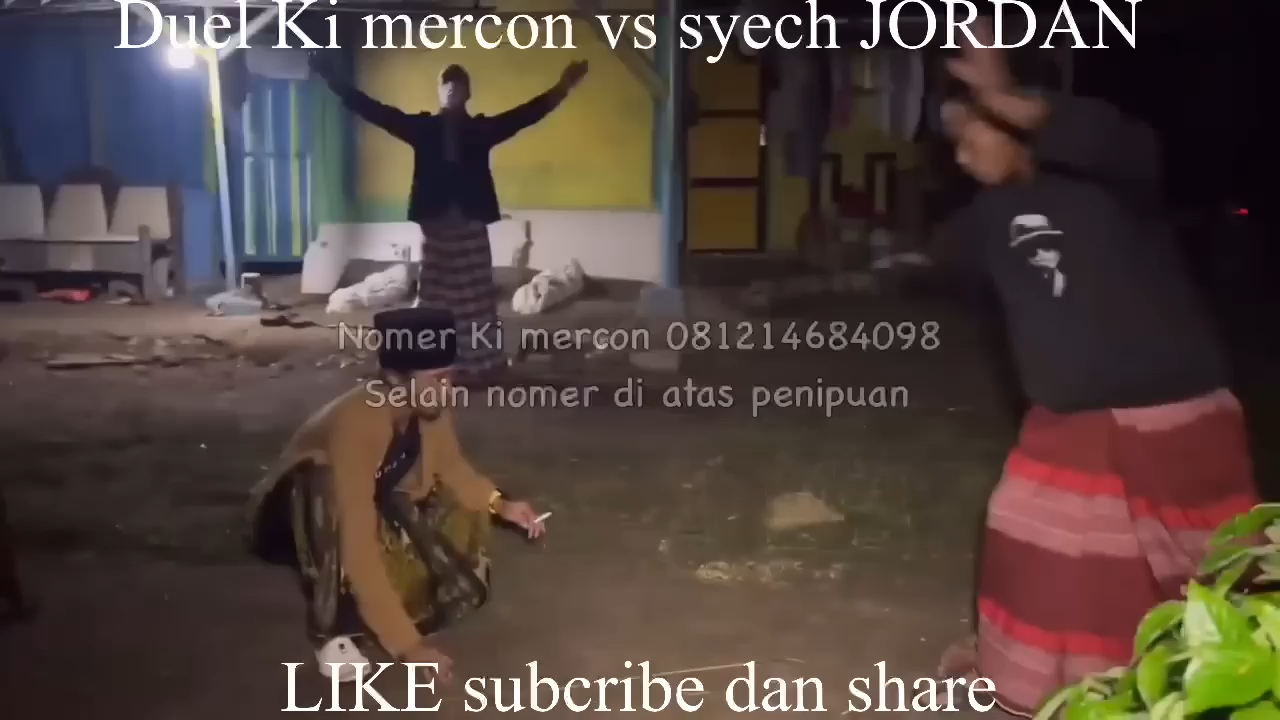 Duel Ki mercon vs syech JORDAN
Nomer Ki mercon 081214684098
Selain nomer di atas penipuan
LIKE subcribe dan share